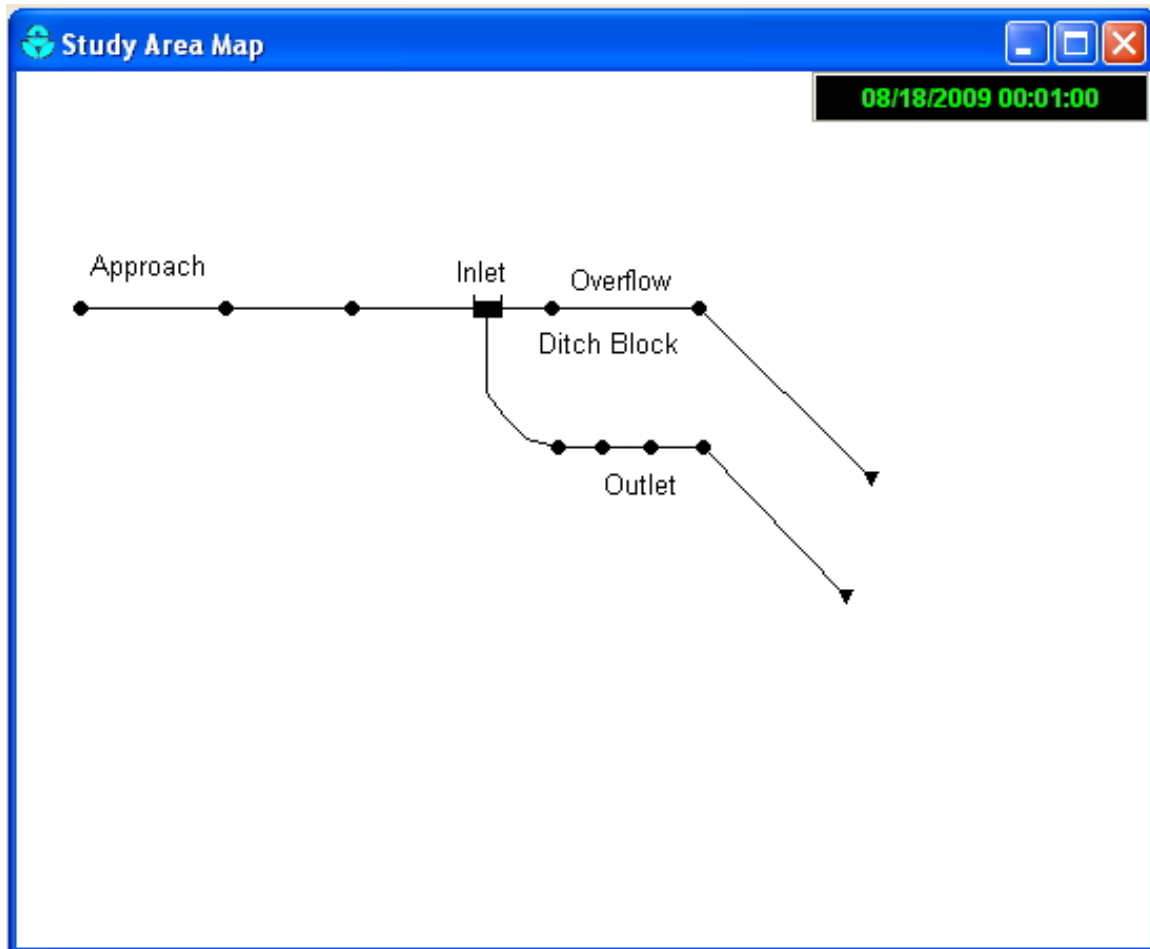 Study Area Map
08/18/2009 00:01:00
Approach
Inlet
Overflow
Ditch Block
Outlet